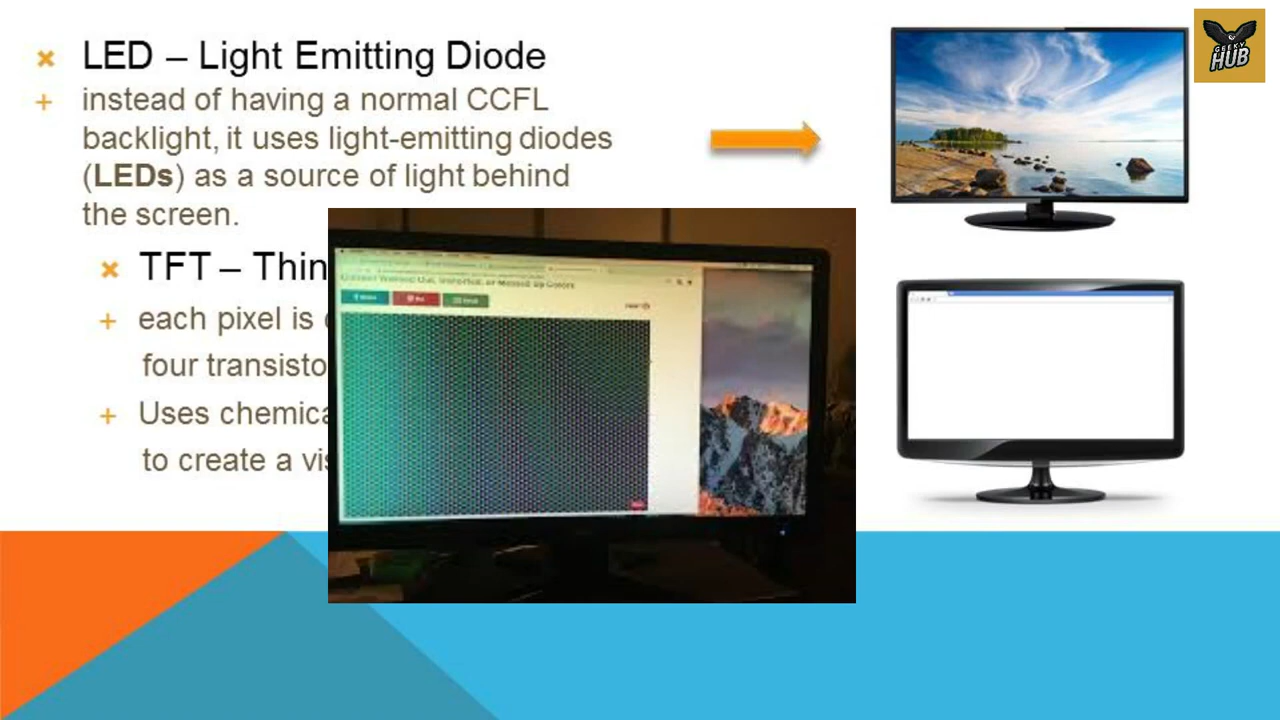 × LED – Light Emitting Diode
+ instead of having a normal CCFL
backlight, it uses light-emitting diodes
(LEDs) as a source of light behind
the screen.
× TFT – Thin
+ each pixel is
four transisto
+ Uses chemica
to create a vis
GEEKY
HUB